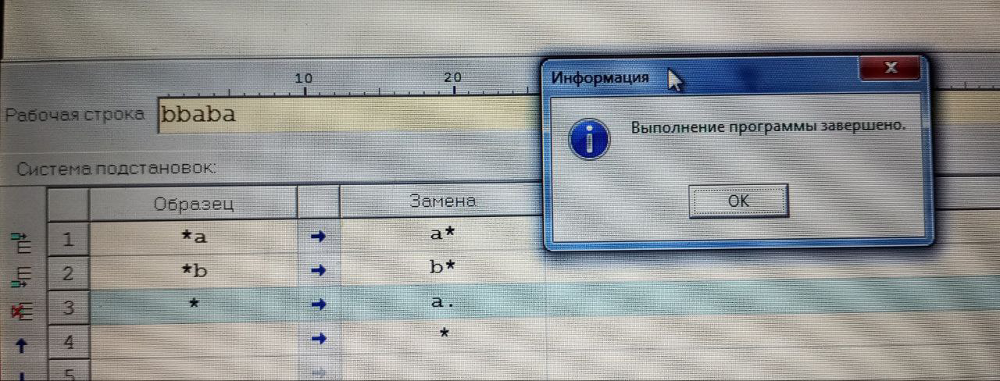 10 20
Рабочая строка bbaba
Информация X
Выполнение программы завершено.
OK
Система подстановок:
Образец Замена
1 *a → a*
2 *b → b*
3 * → a.
4 → *
5 →